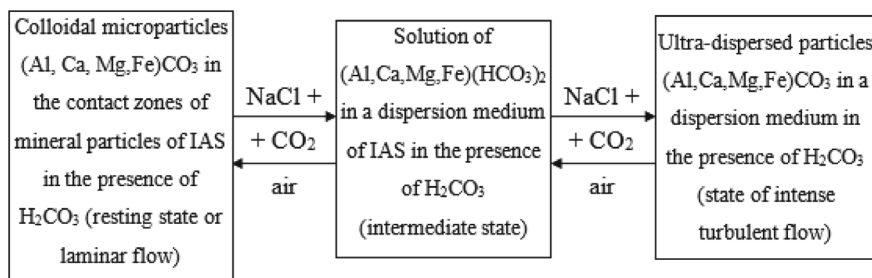 Colloidal microparticles
(Al, Ca, Mg,Fe)CO₃ in
the contact zones of
mineral particles of IAS
in the presence of
H₂CO₃ (resting state or
laminar flow)
NaCl +
+ CO₂
air
Solution of
(Al,Ca,Mg,Fe)(HCO₃)₂
in a dispersion medium
of IAS in the presence
of H₂CO₃
(intermediate state)
NaCl +
+ CO₂
air
Ultra-dispersed particles
(Al,Ca,Mg,Fe)CO₃ in a
dispersion medium in
the presence of H₂CO₃
(state of intense
turbulent flow)